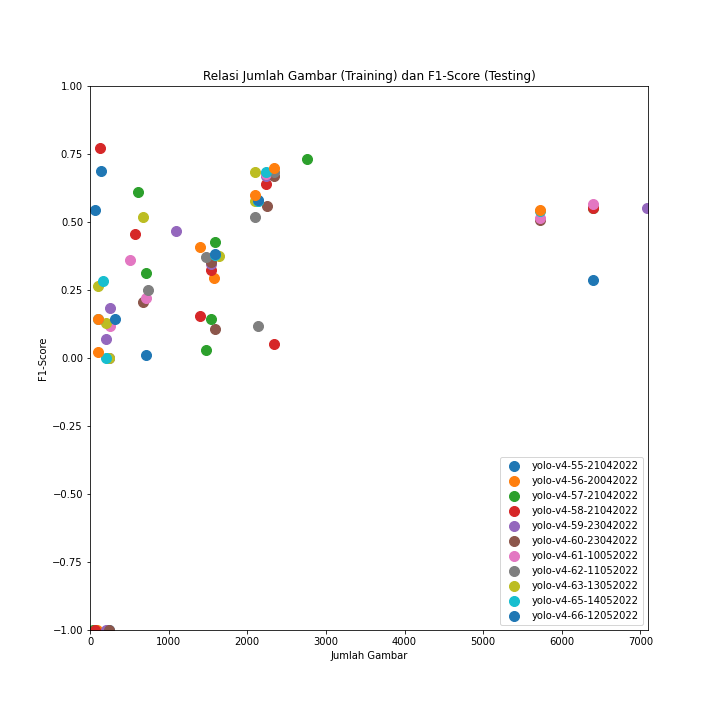 Relasi Jumlah Gambar (Training) dan F1-Score (Testing)
1.00
0.75
0.50
0.25
0.00
−0.25
−0.50
−0.75
−1.00
F1-Score
0 1000 2000 3000 4000 5000 6000 7000
Jumlah Gambar
yolo-v4-55-21042022
yolo-v4-56-20042022
yolo-v4-57-21042022
yolo-v4-58-21042022
yolo-v4-59-23042022
yolo-v4-60-23042022
yolo-v4-61-10052022
yolo-v4-62-11052022
yolo-v4-63-13052022
yolo-v4-65-14052022
yolo-v4-66-12052022